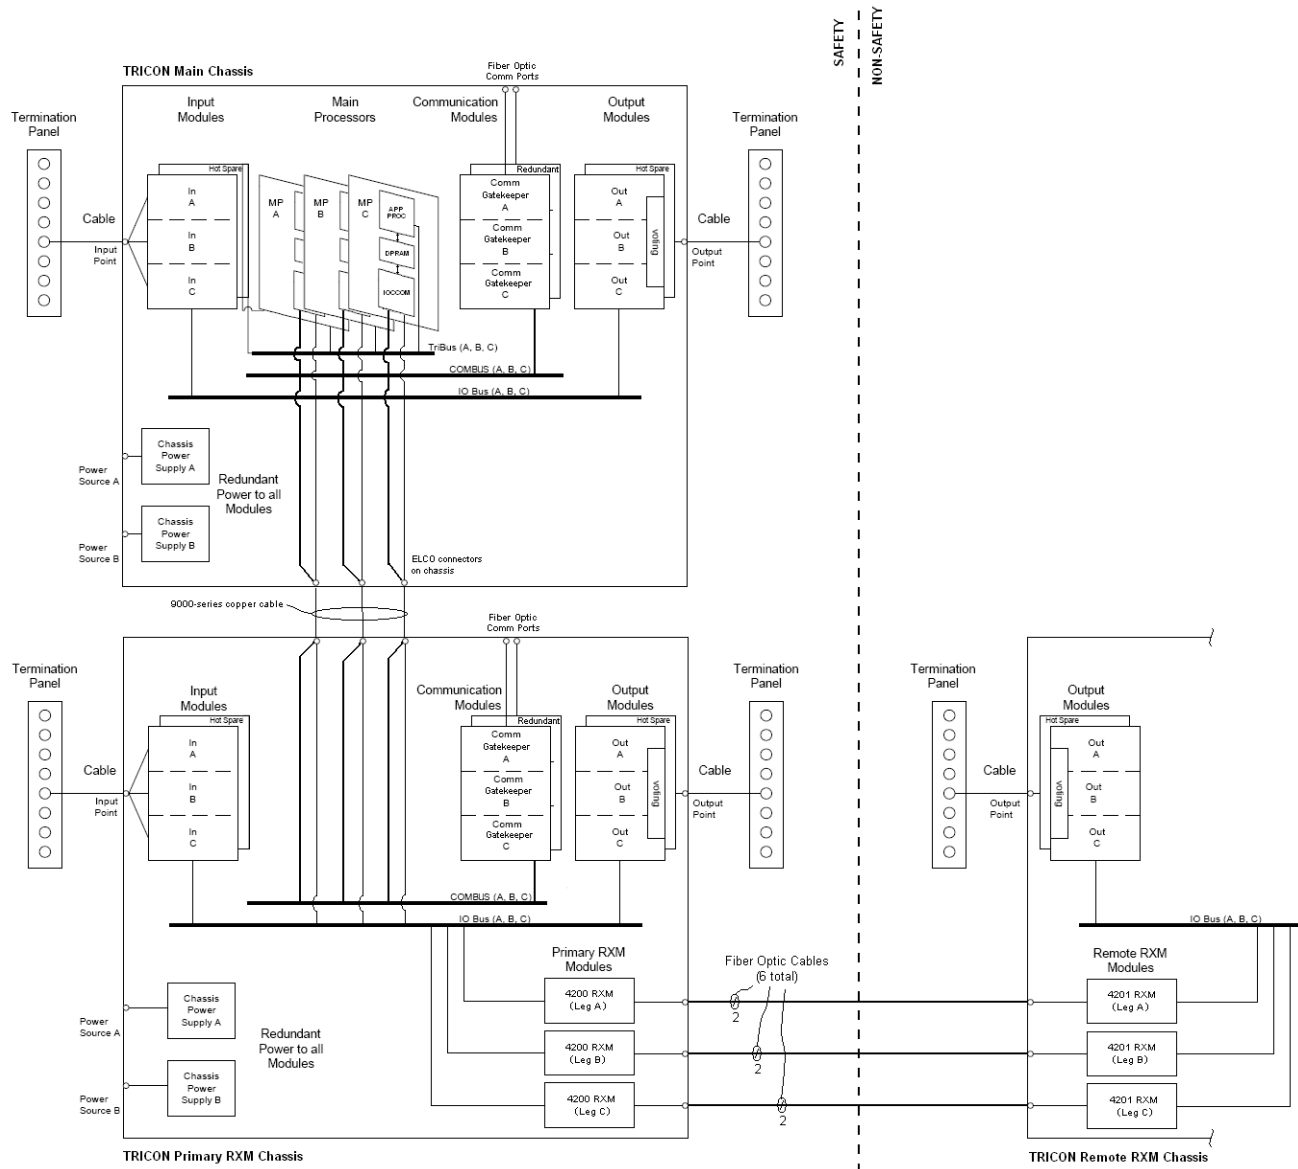 SAFETY
NON-SAFETY
TRICON Main Chassis
Fiber Optic
Comm Ports
Input
Modules
Main
Processors
Communication
Modules
Output
Modules
Termination
Panel
Termination
Panel
Hot Spare
Redundant
Hot Spare
In
A
In
B
In
C
MP
A
MP
B
MP
C
APP
PROC
DPRAM
IOCCOM
Comm
Gatekeeper
A
Comm
Gatekeeper
B
Comm
Gatekeeper
C
Out
A
Out
B
Out
C
voting
Cable
Input
Point
Cable
Output
Point
TriBus (A, B, C)
COMBUS (A, B, C)
IO Bus (A, B, C)
Chassis
Power
Supply A
Power
Source A
Redundant
Power to all
Modules
Chassis
Power
Supply B
Power
Source B
ELCO connectors
on chassis
9000-series copper cable
Fiber Optic
Comm Ports
Termination
Panel
Input
Modules
Communication
Modules
Output
Modules
Termination
Panel
Termination
Panel
Output
Modules
Hot Spare
Redundant
Hot Spare
Hot Spare
In
A
In
B
In
C
Comm
Gatekeeper
A
Comm
Gatekeeper
B
Comm
Gatekeeper
C
Out
A
Out
B
Out
C
voting
voting
Out
A
Out
B
Out
C
Cable
Input
Point
Cable
Output
Point
Cable
Output
Point
COMBUS (A, B, C)
IO Bus (A, B, C)
IO Bus (A, B, C)
Primary RXM
Modules
Fiber Optic Cables
(6 total)
Remote RXM
Modules
4200 RXM
(Leg A)
2
4201 RXM
(Leg A)
4200 RXM
(Leg B)
2
4201 RXM
(Leg B)
4200 RXM
(Leg C)
2
4201 RXM
(Leg C)
Chassis
Power
Supply A
Power
Source A
Redundant
Power to all
Modules
Chassis
Power
Supply B
Power
Source B
TRICON Primary RXM Chassis
TRICON Remote RXM Chassis